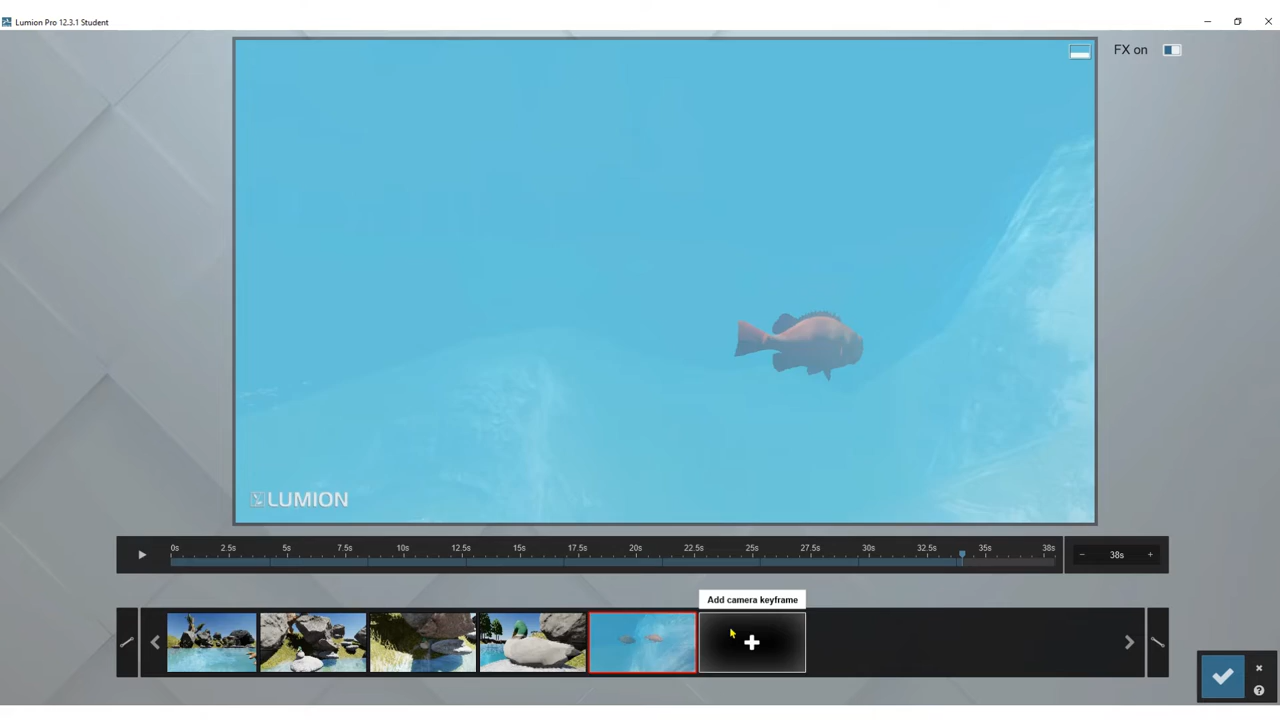 Lumion Pro 12.3.1 Student
FX on
LUMION
0s 2.5s 5s 7.5s 10s 12.5s 15s 17.5s 20s 22.5s 25s 27.5s 30s 32.5s 35s 38s
− 38s +
Add camera keyframe